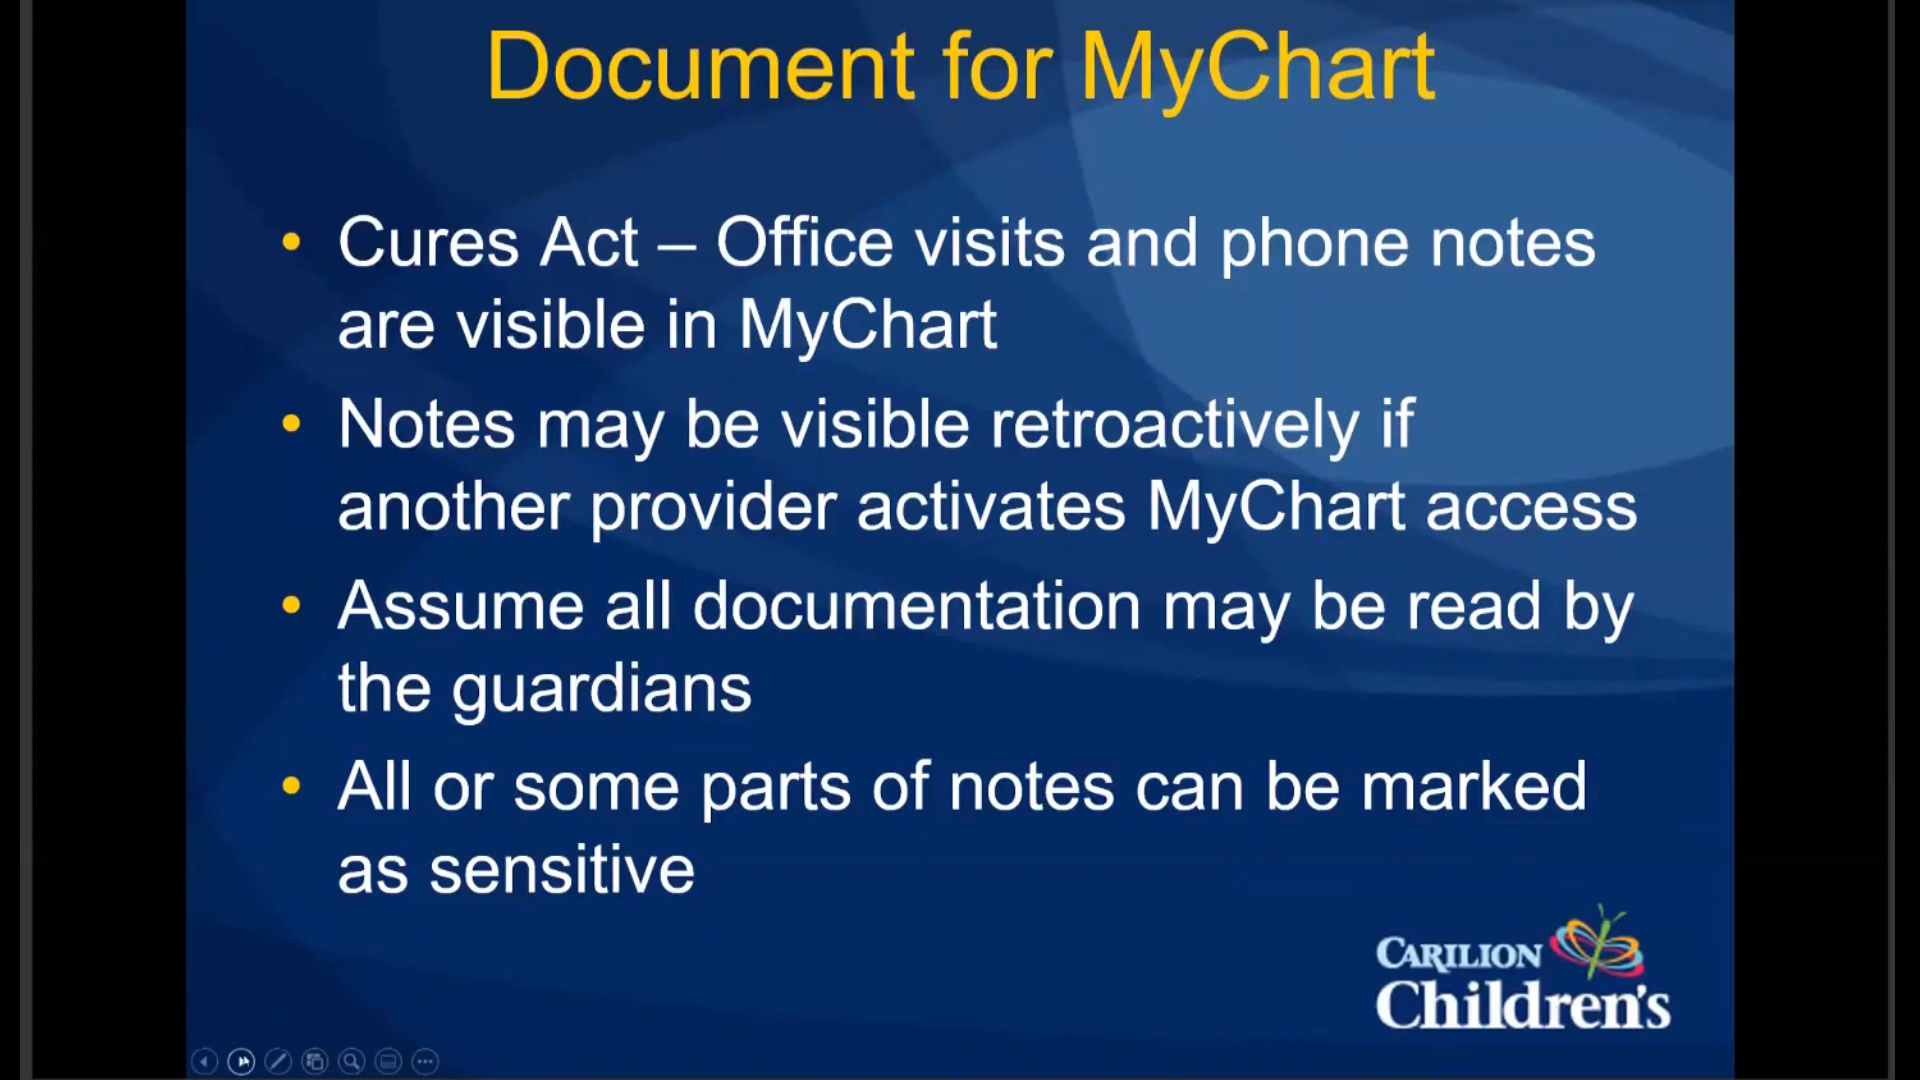 Document for MyChart
• Cures Act – Office visits and phone notes
are visible in MyChart
• Notes may be visible retroactively if
another provider activates MyChart access
• Assume all documentation may be read by
the guardians
• All or some parts of notes can be marked
as sensitive
CARILION
Children's